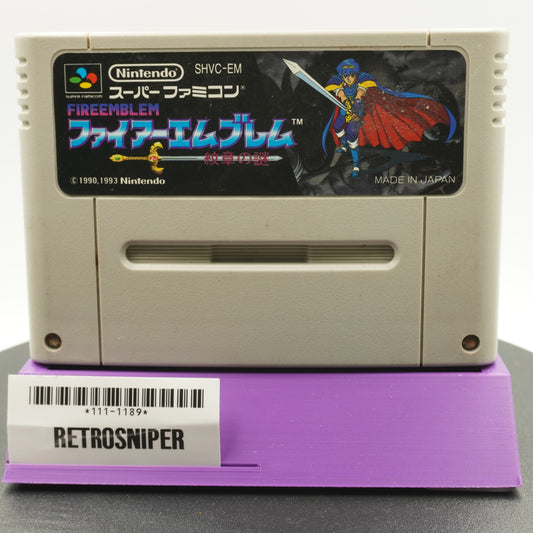 Nintendo
SHVC-EM
スーパーファミコン®
SUPER FAMICOM
FIREEMBLEM
ファイアーエムブレム™
紋章の謎
© 1990,1993 Nintendo
MADE IN JAPAN
*111-1189*
RETROSNIPER